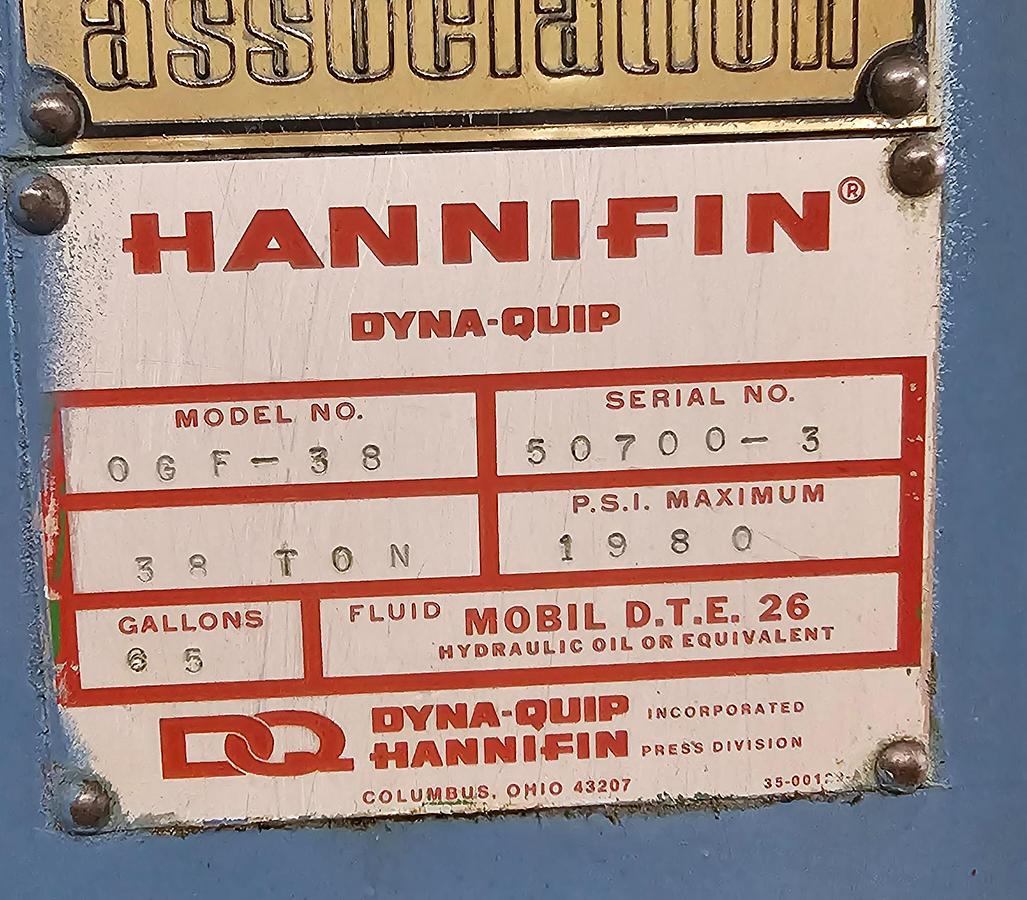 association
HANNIFIN®
DYNA-QUIP
MODEL NO.
OGF-38
SERIAL NO.
50700-3
38 TON
P.S.I. MAXIMUM
1980
GALLONS
65
FLUID MOBIL D.T.E. 26
HYDRAULIC OIL OR EQUIVALENT
DQ DYNA-QUIP INCORPORATED
HANNIFIN PRESS DIVISION
COLUMBUS, OHIO 43207